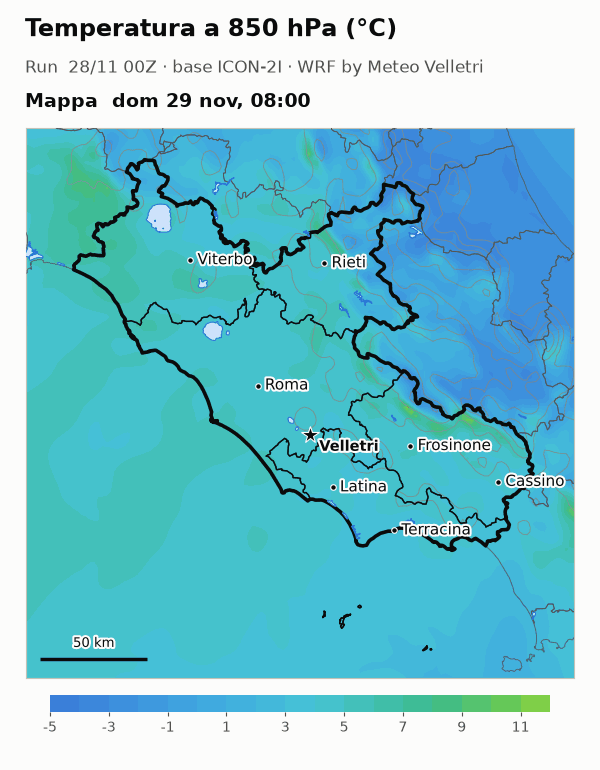 Temperatura a 850 hPa (°C)
Run  28/11 00Z · base ICON-2I · WRF by Meteo Velletri
Mappa  dom 29 nov, 08:00
Viterbo
Rieti
Roma
Velletri
Frosinone
Cassino
Latina
Terracina
50 km
-5 -3 -1 1 3 5 7 9 11